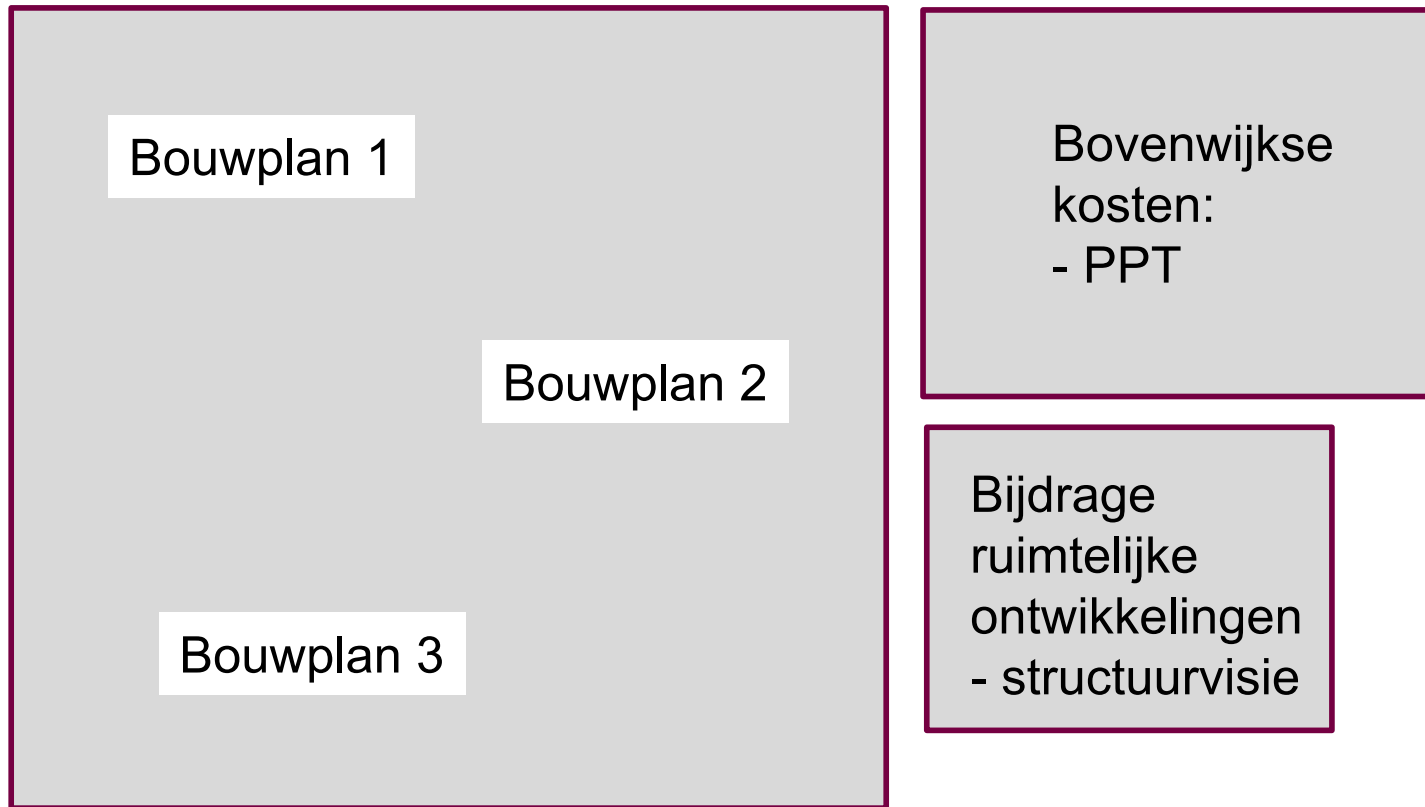 Bouwplan 1
Bouwplan 2
Bouwplan 3
Bovenwijkse
kosten:
- PPT
Bijdrage
ruimtelijke
ontwikkelingen
- structuurvisie